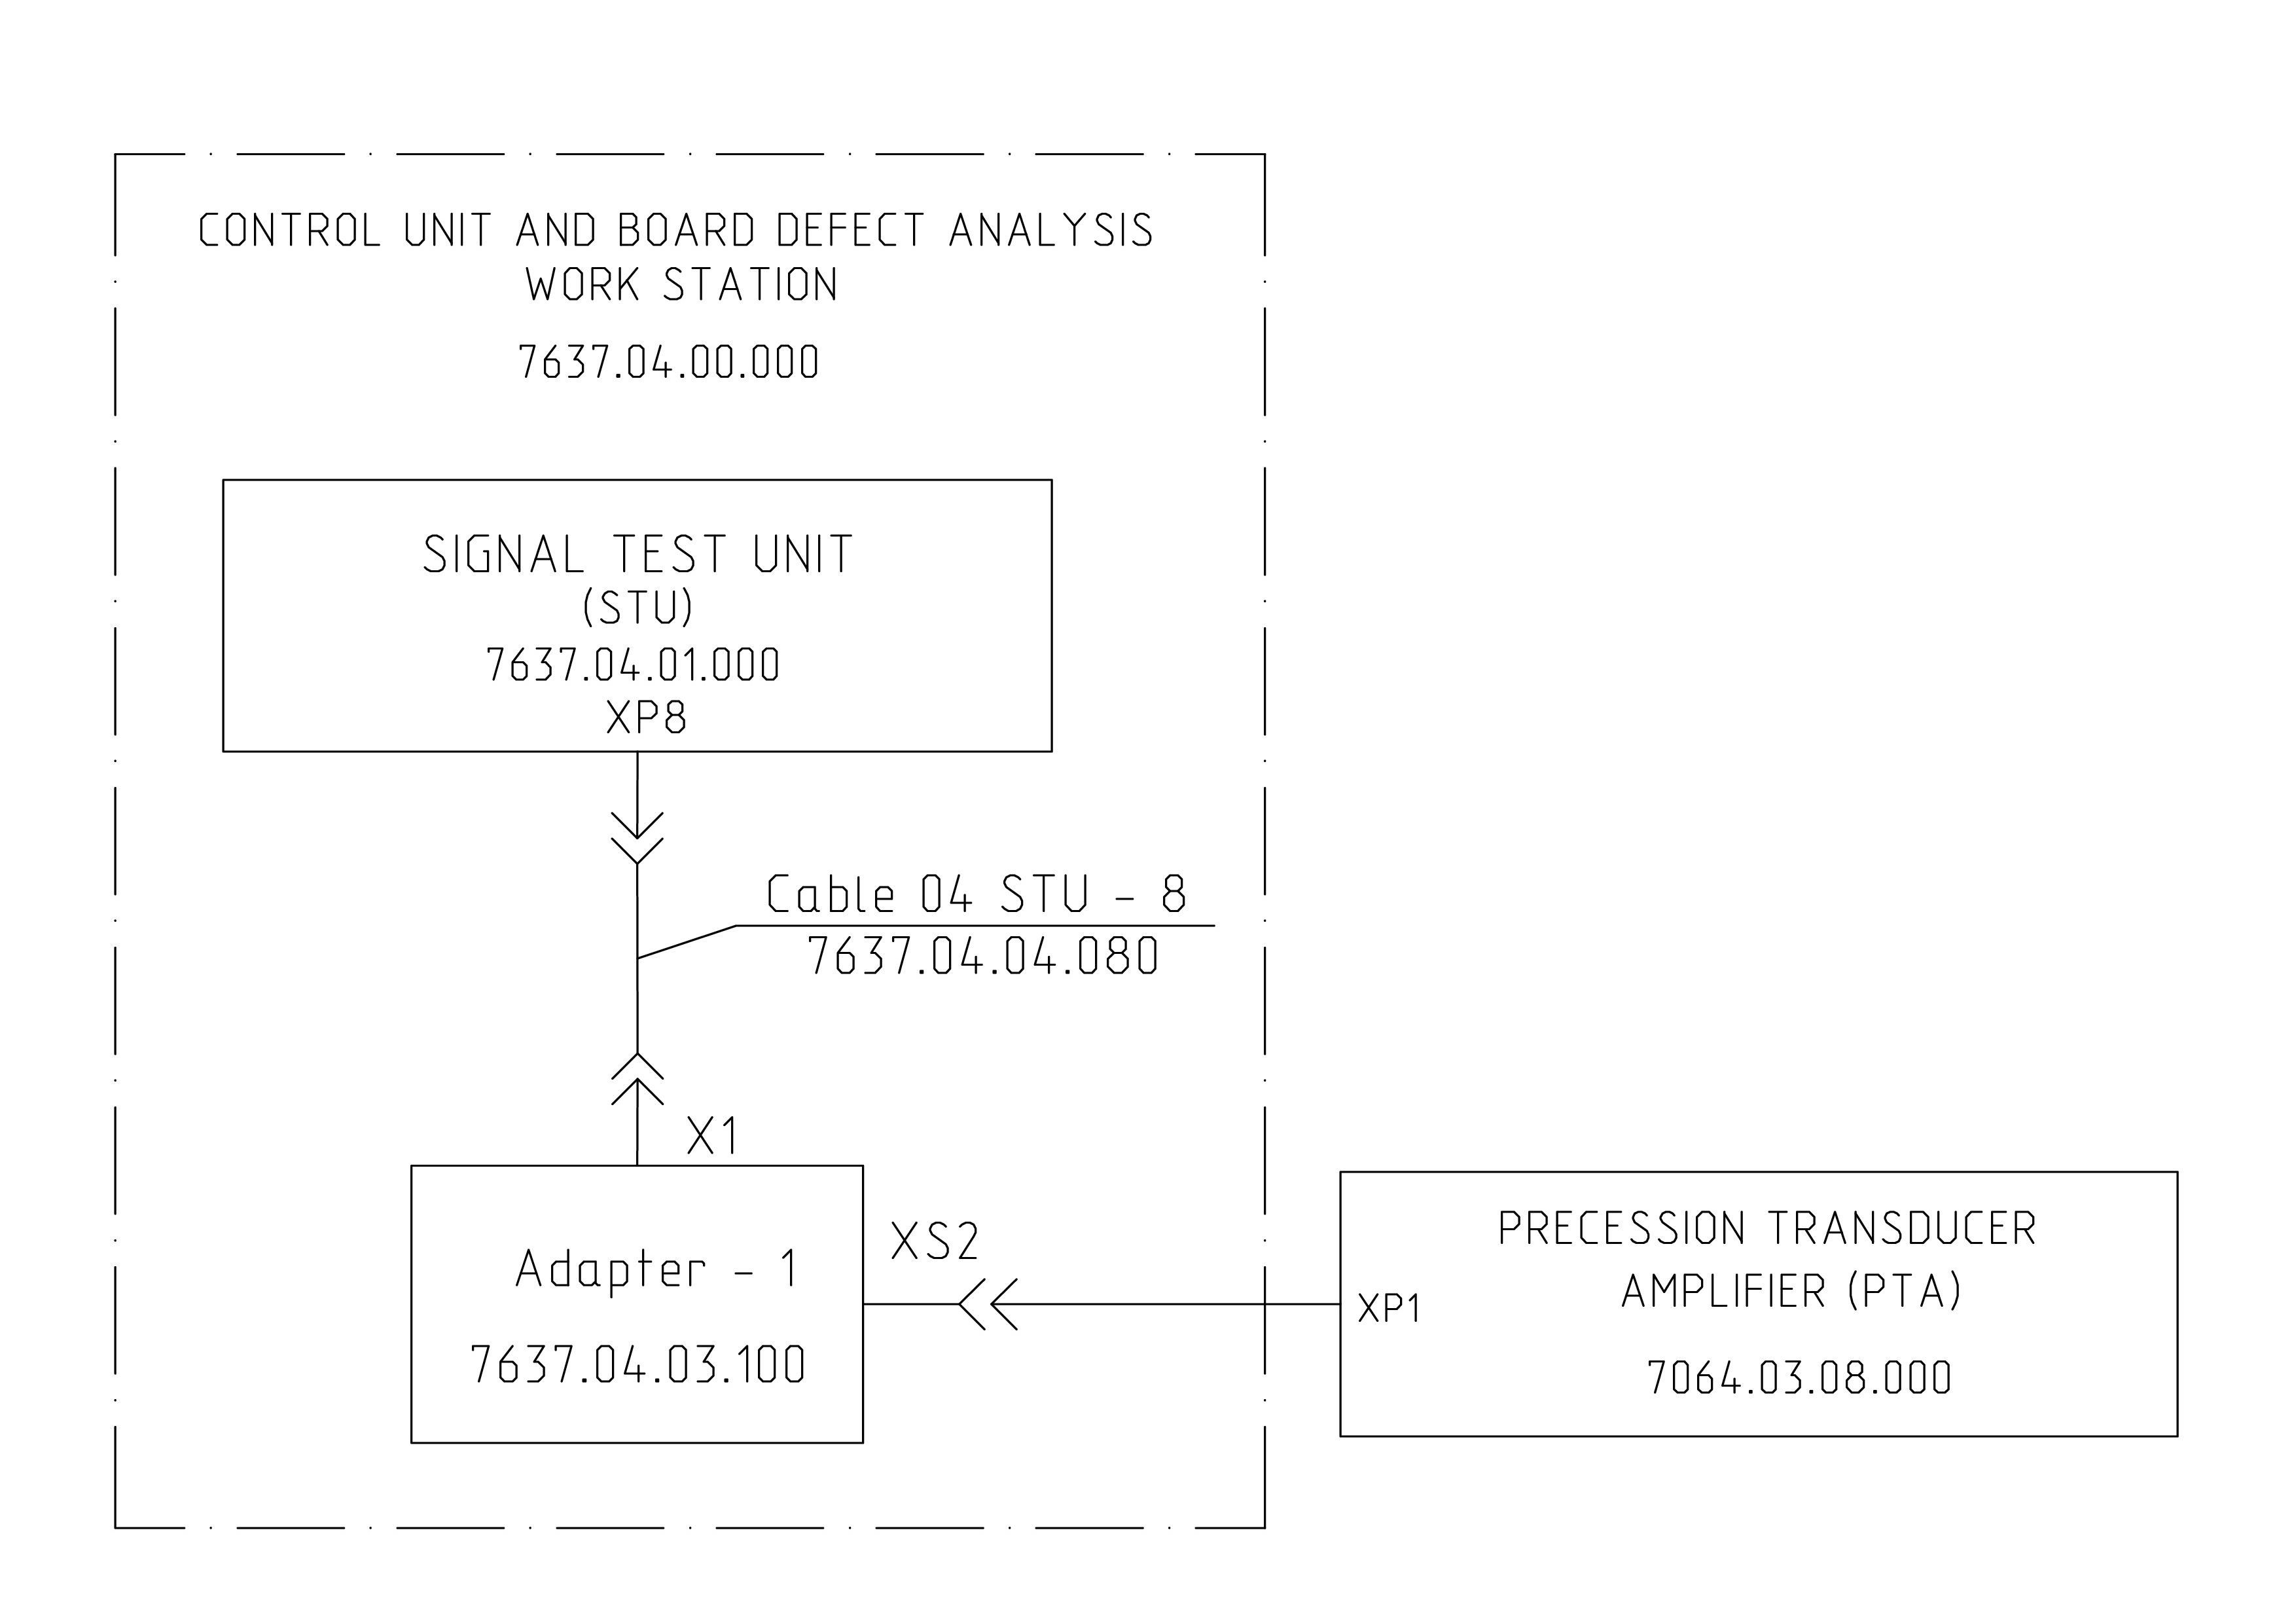 CONTROL UNIT AND BOARD DEFECT ANALYSIS
WORK STATION
7637.04.00.000
SIGNAL TEST UNIT
(STU)
7637.04.01.000
XP8
Cable 04 STU - 8
7637.04.04.080
X1
Adapter - 1
7637.04.03.100
XS2
XP1
PRECESSION TRANSDUCER
AMPLIFIER (PTA)
7064.03.08.000